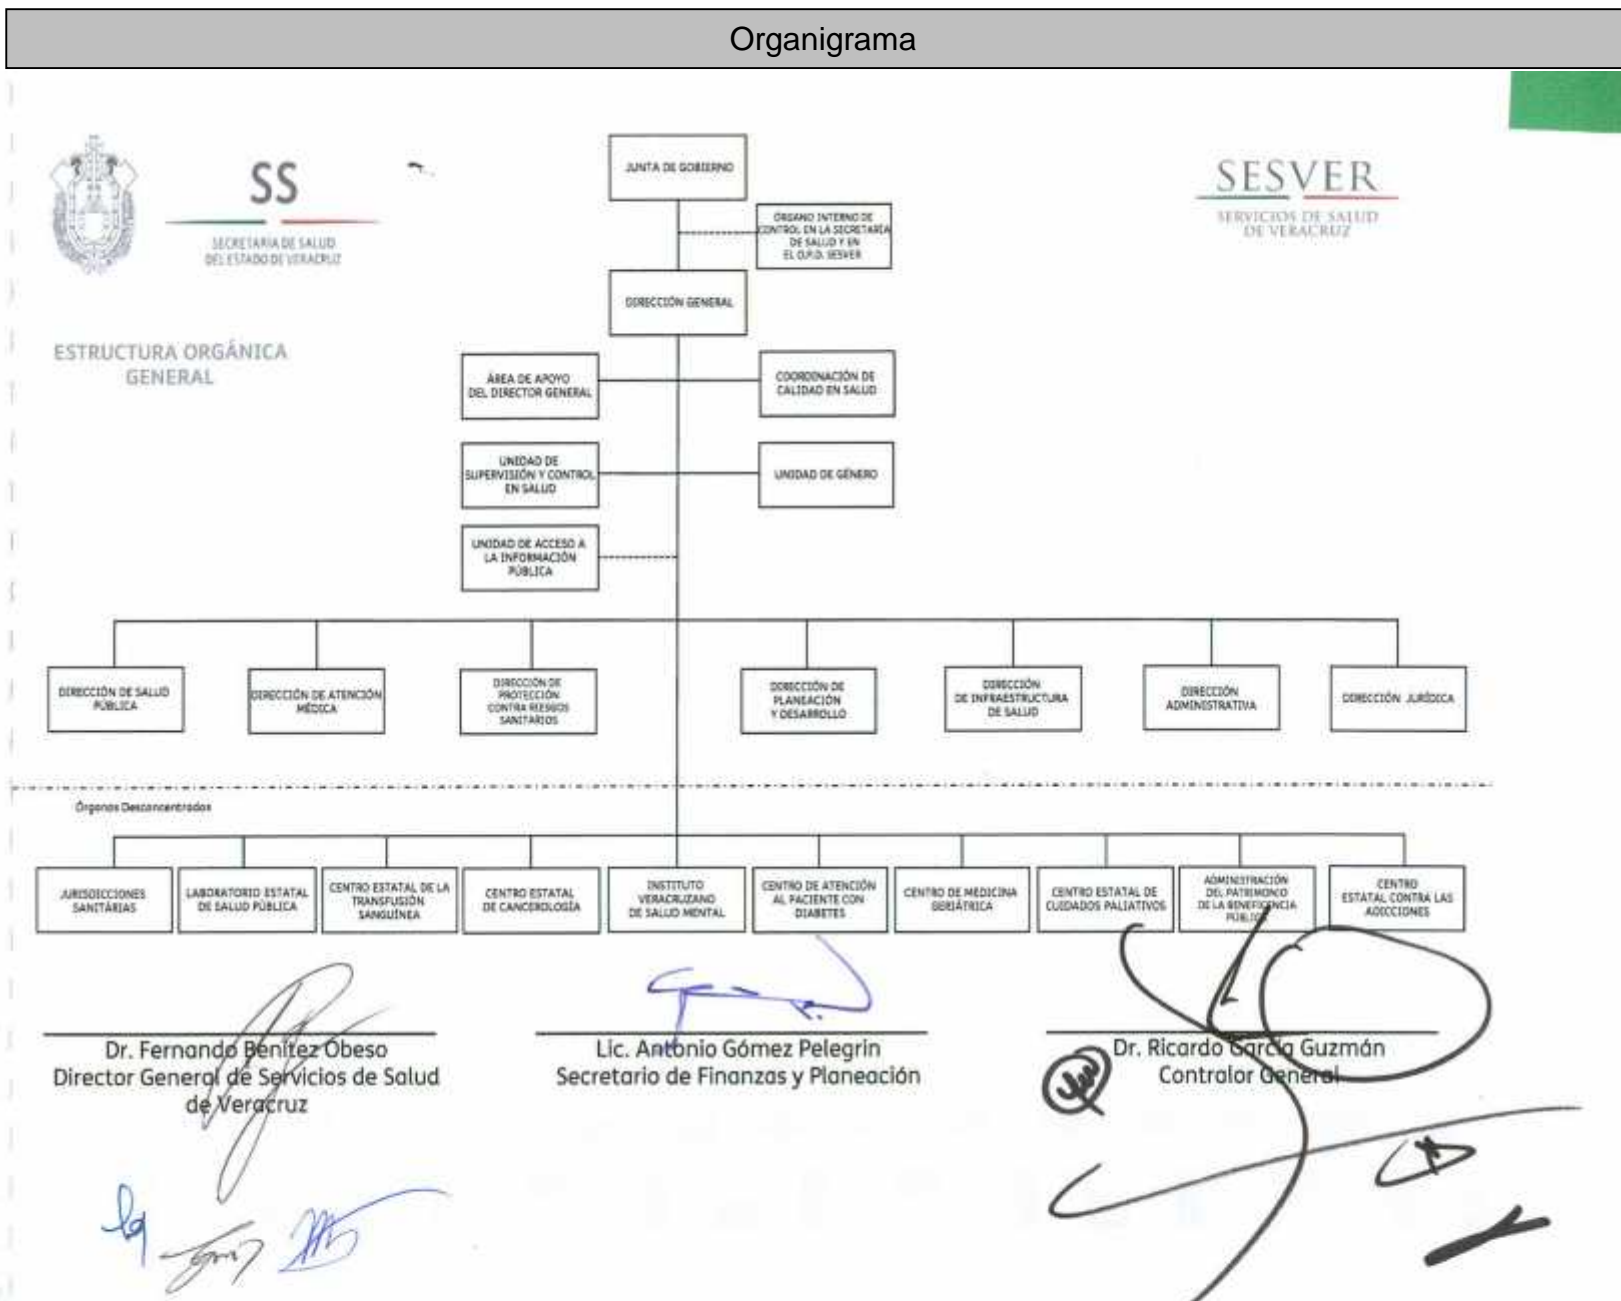 Organigrama
SS
SECRETARÍA DE SALUD
DEL ESTADO DE VERACRUZ
SESVER
SERVICIOS DE SALUD
DE VERACRUZ
ESTRUCTURA ORGÁNICA
GENERAL
JUNTA DE GOBIERNO
ÓRGANO INTERNO DE
CONTROL EN LA SECRETARÍA
DE SALUD Y EN
EL O.P.D. SESVER
DIRECCIÓN GENERAL
ÁREA DE APOYO
DEL DIRECTOR GENERAL
COORDINACIÓN DE
CALIDAD EN SALUD
UNIDAD DE
SUPERVISIÓN Y CONTROL
EN SALUD
UNIDAD DE GÉNERO
UNIDAD DE ACCESO A
LA INFORMACIÓN
PÚBLICA
DIRECCIÓN DE SALUD
PÚBLICA
DIRECCIÓN DE ATENCIÓN
MÉDICA
DIRECCIÓN DE
PROTECCIÓN
CONTRA RIESGOS
SANITARIOS
DIRECCIÓN DE
PLANEACIÓN
Y DESARROLLO
DIRECCIÓN
DE INFRAESTRUCTURA
DE SALUD
DIRECCIÓN
ADMINISTRATIVA
DIRECCIÓN JURÍDICA
Órganos Desconcentrados
JURISDICCIONES
SANITÁRIAS
LABORATORIO ESTATAL
DE SALUD PÚBLICA
CENTRO ESTATAL DE LA
TRANSFUSIÓN
SANGUÍNEA
CENTRO ESTATAL
DE CANCEROLOGÍA
INSTITUTO
VERACRUZANO
DE SALUD MENTAL
CENTRO DE ATENCIÓN
AL PACIENTE CON
DIABETES
CENTRO DE MEDICINA
GERIÁTRICA
CENTRO ESTATAL DE
CUIDADOS PALIATIVOS
ADMINISTRACIÓN
DEL PATRIMONIO
DE LA BENEFICENCIA
PÚBLICA
CENTRO
ESTATAL CONTRA LAS
ADICCIONES
Dr. Fernando Benítez Obeso
Director General de Servicios de Salud
de Veracruz
Lic. Antonio Gómez Pelegrin
Secretario de Finanzas y Planeación
Dr. Ricardo García Guzmán
Controlor General